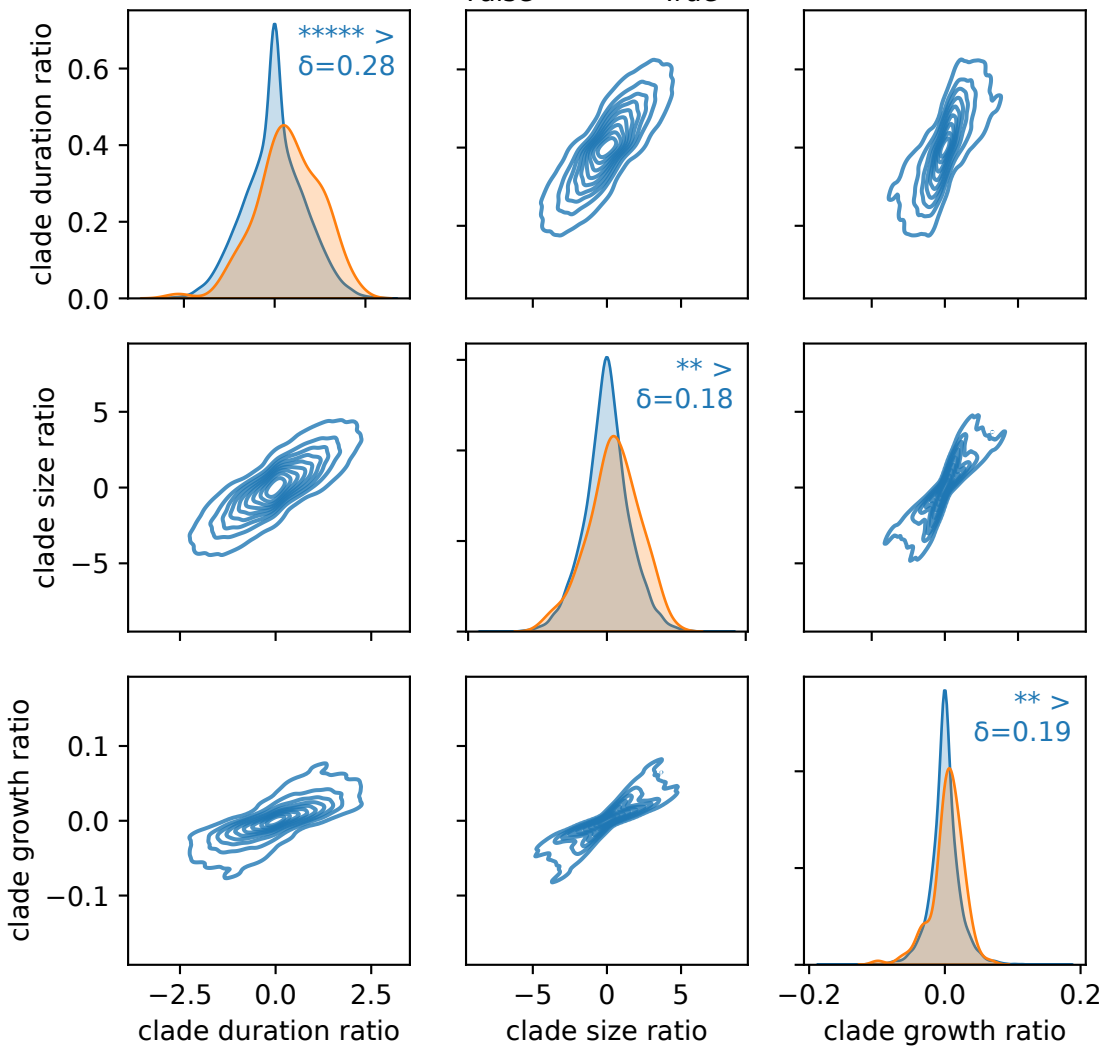 clade duration ratio
0.6
0.4
0.2
0.0
***** >
δ=0.28
clade size ratio
5
0
−5
** >
δ=0.18
clade growth ratio
0.1
0.0
−0.1
** >
δ=0.19
−2.5 0.0 2.5
−5 0 5
−0.2 0.0 0.2
clade duration ratio
clade size ratio
clade growth ratio